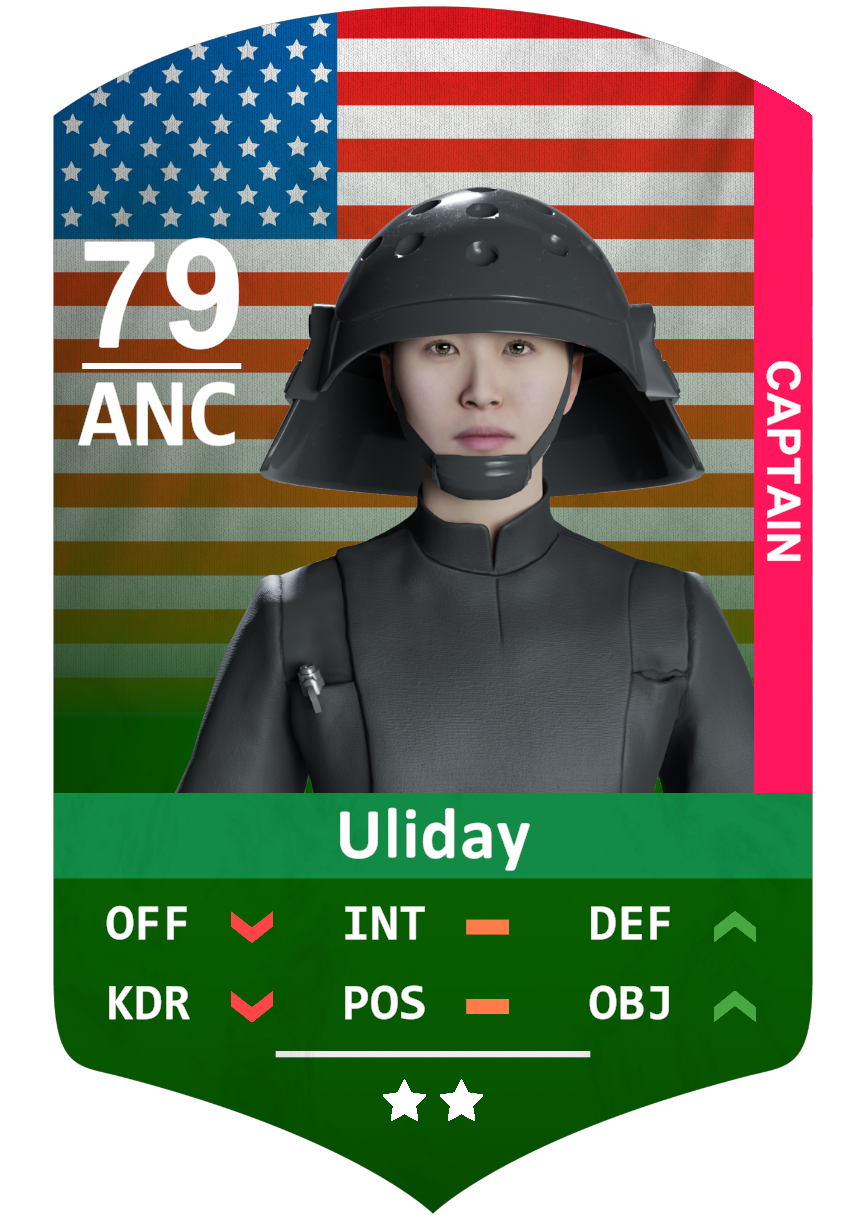 79
ANC
CAPTAIN
Uliday
OFF INT DEF
KDR POS OBJ